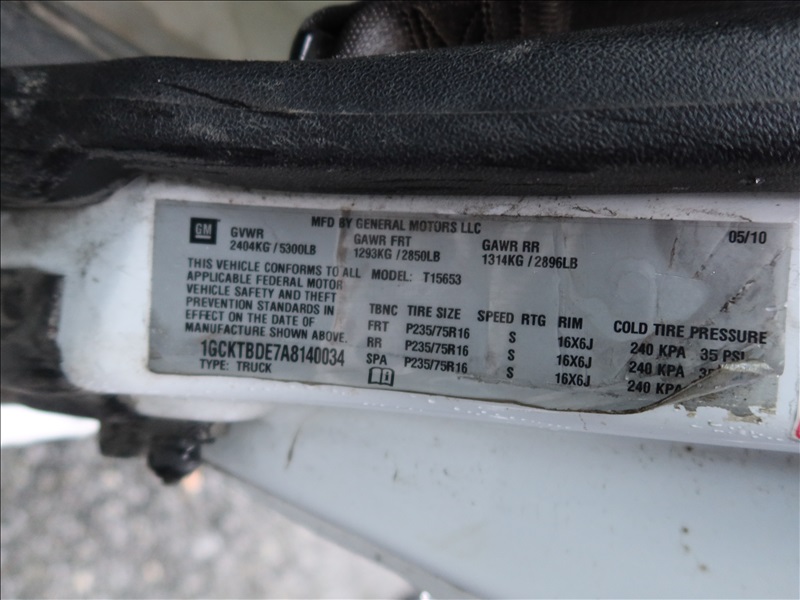 GM
MFD BY GENERAL MOTORS LLC
05/10
GVWR GAWR FRT GAWR RR
2404KG / 5300LB 1293KG / 2850LB 1314KG / 2896LB
THIS VEHICLE CONFORMS TO ALL MODEL: T15653
APPLICABLE FEDERAL MOTOR
VEHICLE SAFETY AND THEFT
PREVENTION STANDARDS IN
EFFECT ON THE DATE OF
MANUFACTURE SHOWN ABOVE.
1GCKTBDE7A8140034
TYPE: TRUCK
TBNC TIRE SIZE SPEED RTG RIM COLD TIRE PRESSURE
FRT P235/75R16 S 16X6J 240 KPA 35 PSI
RR P235/75R16 S 16X6J 240 KPA 35
SPA P235/75R16 S 16X6J 240 KPA